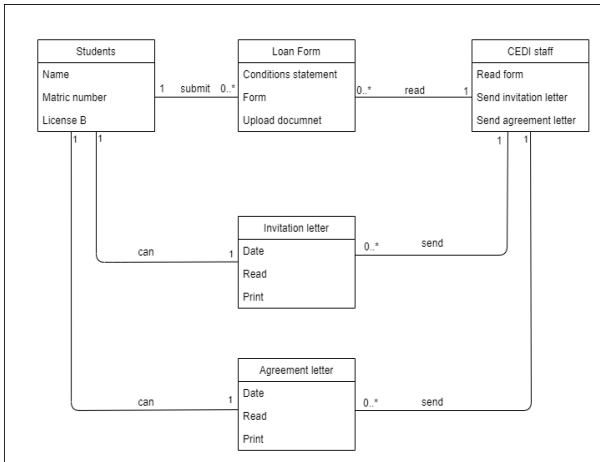 Students
Name
Matric number
License B
1 submit 0..*
Loan Form
Conditions statement
Form
Upload documnet
0..* read 1
CEDI staff
Read form
Send invitation letter
Send agreement letter
1 1
1 1
Invitation letter
Date
Read
Print
can 1
0..* send
Agreement letter
Date
Read
Print
can 1
0..* send